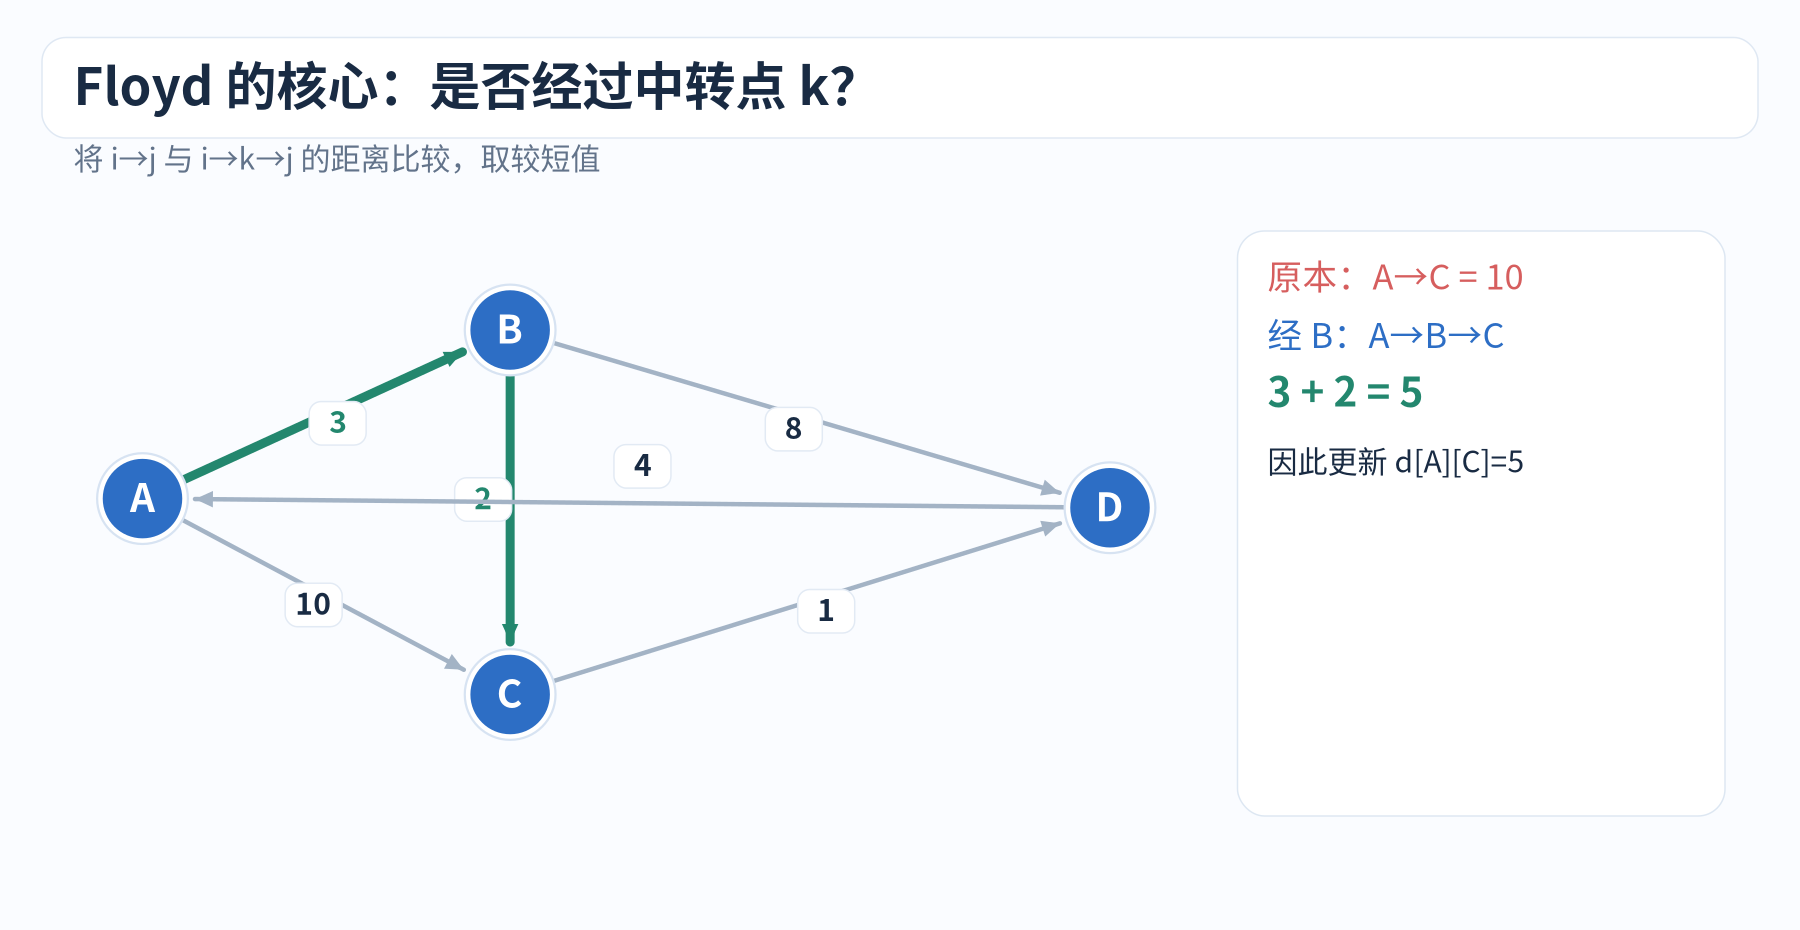 Floyd 的核心：是否经过中转点 k？
将 i→j 与 i→k→j 的距离比较，取较短值
B
3
8
4
A
2
D
10
1
C
原本：A→C = 10
经 B：A→B→C
3 + 2 = 5
因此更新 d[A][C]=5